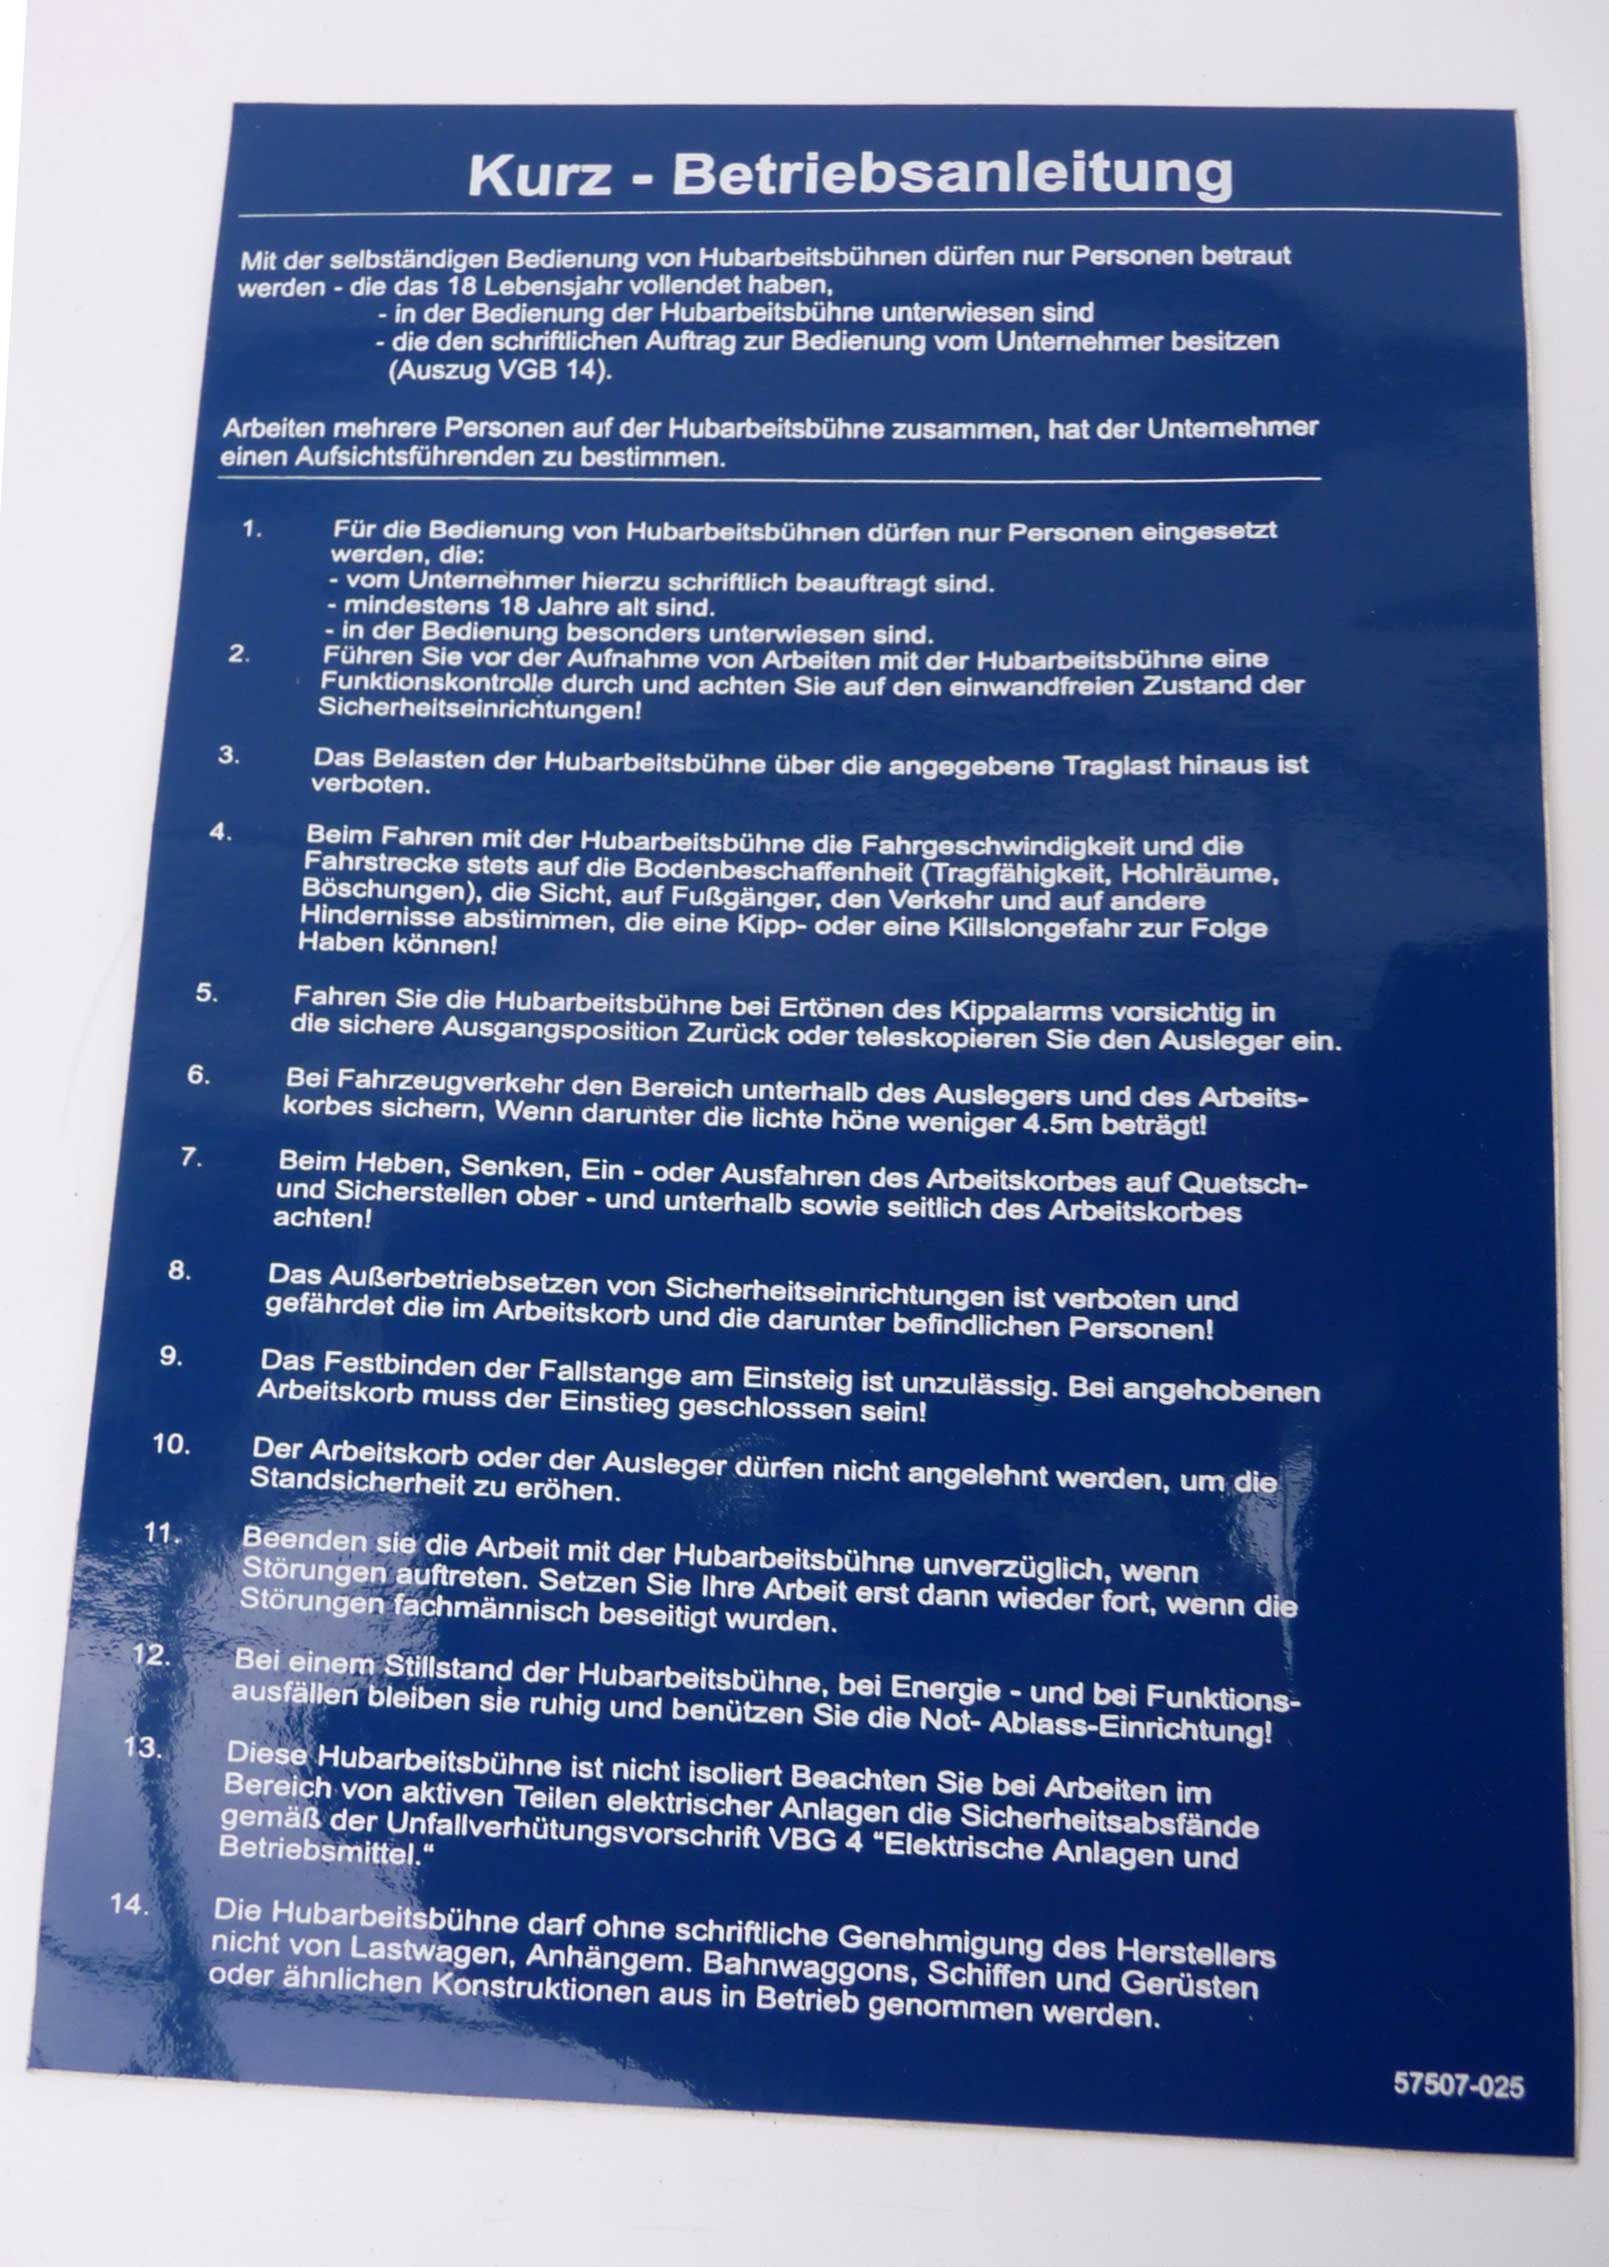 Kurz - Betriebsanleitung
Mit der selbständigen Bedienung von Hubarbeitsbühnen dürfen nur Personen betraut
werden - die das 18 Lebensjahr vollendet haben,
- in der Bedienung der Hubarbeitsbühne unterwiesen sind
- die den schriftlichen Auftrag zur Bedienung vom Unternehmer besitzen
(Auszug VGB 14).
Arbeiten mehrere Personen auf der Hubarbeitsbühne zusammen, hat der Unternehmer
einen Aufsichtsführenden zu bestimmen.
1. Für die Bedienung von Hubarbeitsbühnen dürfen nur Personen eingesetzt
werden, die:
- vom Unternehmer hierzu schriftlich beauftragt sind.
- mindestens 18 Jahre alt sind.
- in der Bedienung besonders unterwiesen sind.
2. Führen Sie vor der Aufnahme von Arbeiten mit der Hubarbeitsbühne eine
Funktionskontrolle durch und achten Sie auf den einwandfreien Zustand der
Sicherheitseinrichtungen!
3. Das Belasten der Hubarbeitsbühne über die angegebene Traglast hinaus ist
verboten.
4. Beim Fahren mit der Hubarbeitsbühne die Fahrgeschwindigkeit und die
Fahrstrecke stets auf die Bodenbeschaffenheit (Tragfähigkeit, Hohlräume,
Böschungen), die Sicht, auf Fußgänger, den Verkehr und auf andere
Hindernisse abstimmen, die eine Kipp- oder eine Killslongefahr zur Folge
Haben können!
5. Fahren Sie die Hubarbeitsbühne bei Ertönen des Kippalarms vorsichtig in
die sichere Ausgangsposition Zurück oder teleskopieren Sie den Ausleger ein.
6. Bei Fahrzeugverkehr den Bereich unterhalb des Auslegers und des Arbeits-
korbes sichern, Wenn darunter die lichte höne weniger 4.5m beträgt!
7. Beim Heben, Senken, Ein - oder Ausfahren des Arbeitskorbes auf Quetsch-
und Sicherstellen ober - und unterhalb sowie seitlich des Arbeitskorbes
achten!
8. Das Außerbetriebsetzen von Sicherheitseinrichtungen ist verboten und
gefährdet die im Arbeitskorb und die darunter befindlichen Personen!
9. Das Festbinden der Fallstange am Einsteig ist unzulässig. Bei angehobenen
Arbeitskorb muss der Einstieg geschlossen sein!
10. Der Arbeitskorb oder der Ausleger dürfen nicht angelehnt werden, um die
Standsicherheit zu eröhen.
11. Beenden sie die Arbeit mit der Hubarbeitsbühne unverzüglich, wenn
Störungen auftreten. Setzen Sie Ihre Arbeit erst dann wieder fort, wenn die
Störungen fachmännisch beseitigt wurden.
12. Bei einem Stillstand der Hubarbeitsbühne, bei Energie - und bei Funktions-
ausfällen bleiben sie ruhig und benützen Sie die Not- Ablass-Einrichtung!
13. Diese Hubarbeitsbühne ist nicht isoliert Beachten Sie bei Arbeiten im
Bereich von aktiven Teilen elektrischer Anlagen die Sicherheitsabsfände
gemäß der Unfallverhütungsvorschrift VBG 4 “Elektrische Anlagen und
Betriebsmittel.“
14. Die Hubarbeitsbühne darf ohne schriftliche Genehmigung des Herstellers
nicht von Lastwagen, Anhängem. Bahnwaggons, Schiffen und Gerüsten
oder ähnlichen Konstruktionen aus in Betrieb genommen werden.
57507-025